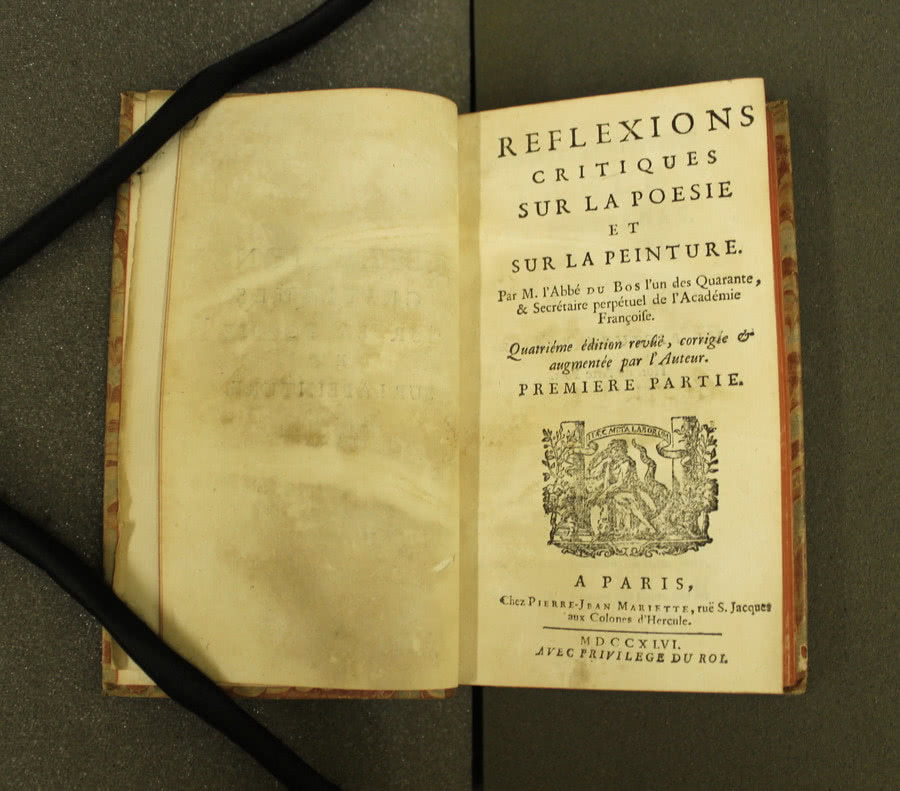 REFLEXIONS
CRITIQUES
SUR LA POESIE
ET
SUR LA PEINTURE.
Par M. l'Abbé DU BOS l'un des Quarante,
& Secrétaire perpétuel de l'Académie
Françoiſe.
Quatriéme édition revûë, corrigée &
augmentée par l'Auteur.
PREMIERE PARTIE.
HÆC META LABORUM
A PARIS,
Chez PIERRE-JEAN MARIETTE, ruë S. Jacques
aux Colones d'Hercule.
MDCCXLVI.
AVEC PRIVILEGE DU ROI.